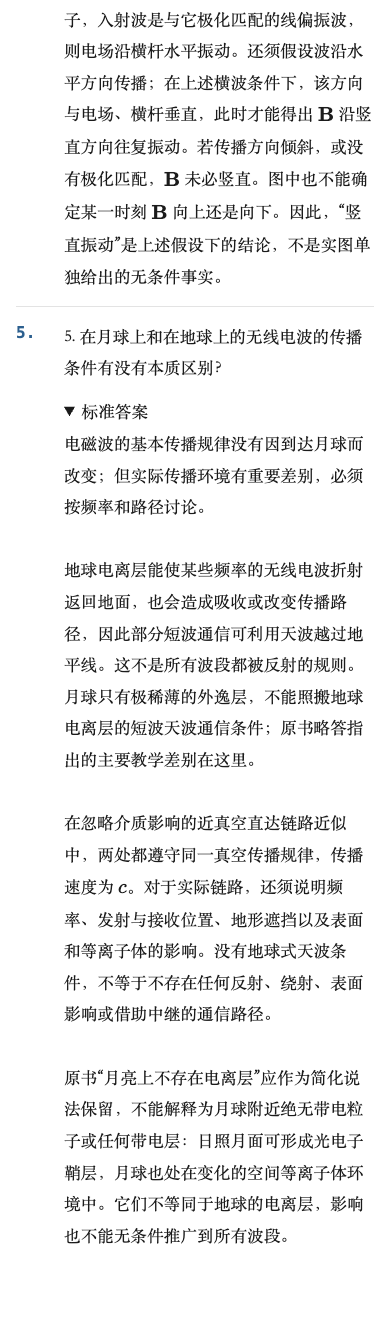 子，入射波是与它极化匹配的线偏振波，
则电场沿横杆水平振动。还须假设波沿水
平方向传播；在上述横波条件下，该方向
与电场、横杆垂直，此时才能得出 B 沿竖
直方向往复振动。若传播方向倾斜，或没
有极化匹配，B 未必竖直。图中也不能确
定某一时刻 B 向上还是向下。因此，“竖
直振动”是上述假设下的结论，不是实图单
独给出的无条件事实。
5. 5. 在月球上和在地球上的无线电波的传播
条件有没有本质区别？
▼ 标准答案
电磁波的基本传播规律没有因到达月球而
改变；但实际传播环境有重要差别，必须
按频率和路径讨论。
地球电离层能使某些频率的无线电波折射
返回地面，也会造成吸收或改变传播路
径，因此部分短波通信可利用天波越过地
平线。这不是所有波段都被反射的规则。
月球只有极稀薄的外逸层，不能照搬地球
电离层的短波天波通信条件；原书略答指
出的主要教学差别在这里。
在忽略介质影响的近真空直达链路近似
中，两处都遵守同一真空传播规律，传播
速度为 c。对于实际链路，还须说明频
率、发射与接收位置、地形遮挡以及表面
和等离子体的影响。没有地球式天波条
件，不等于不存在任何反射、绕射、表面
影响或借助中继的通信路径。
原书“月亮上不存在电离层”应作为简化说
法保留，不能解释为月球附近绝无带电粒
子或任何带电层：日照月面可形成光电子
鞘层，月球也处在变化的空间等离子体环
境中。它们不等同于地球的电离层，影响
也不能无条件推广到所有波段。